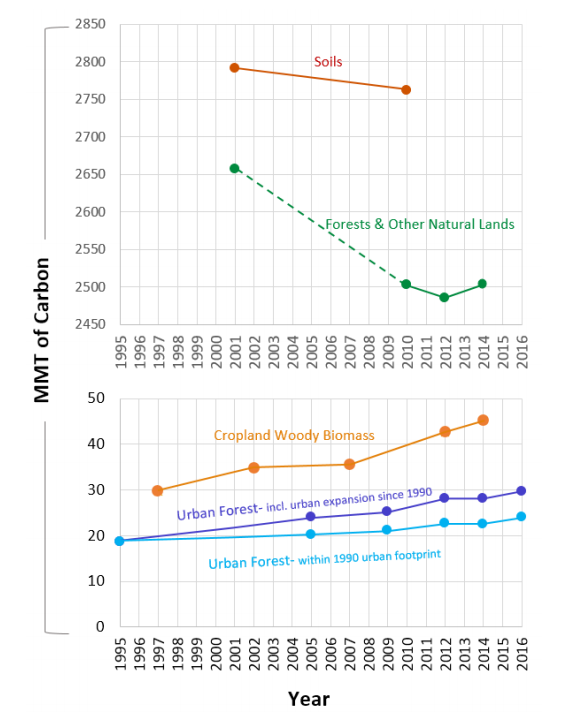 2850
2800
2750
2700
2650
2600
2550
2500
2450
Soils
Forests & Other Natural Lands
1995 1996 1997 1998 1999 2000 2001 2002 2003 2004 2005 2006 2007 2008 2009 2010 2011 2012 2013 2014 2015 2016
MMT of Carbon
50
40
30
20
10
0
Cropland Woody Biomass
Urban Forest- incl. urban expansion since 1990
Urban Forest- within 1990 urban footprint
1995 1996 1997 1998 1999 2000 2001 2002 2003 2004 2005 2006 2007 2008 2009 2010 2011 2012 2013 2014 2015 2016
Year